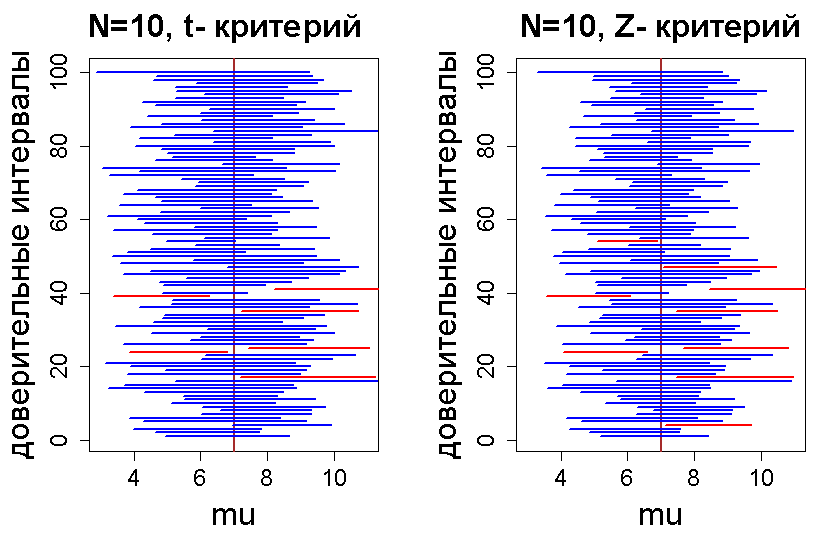 N=10, t- критерий
доверительные интервалы
0 20 40 60 80 100
4 6 8 10
mu
N=10, Z- критерий
доверительные интервалы
0 20 40 60 80 100
4 6 8 10
mu